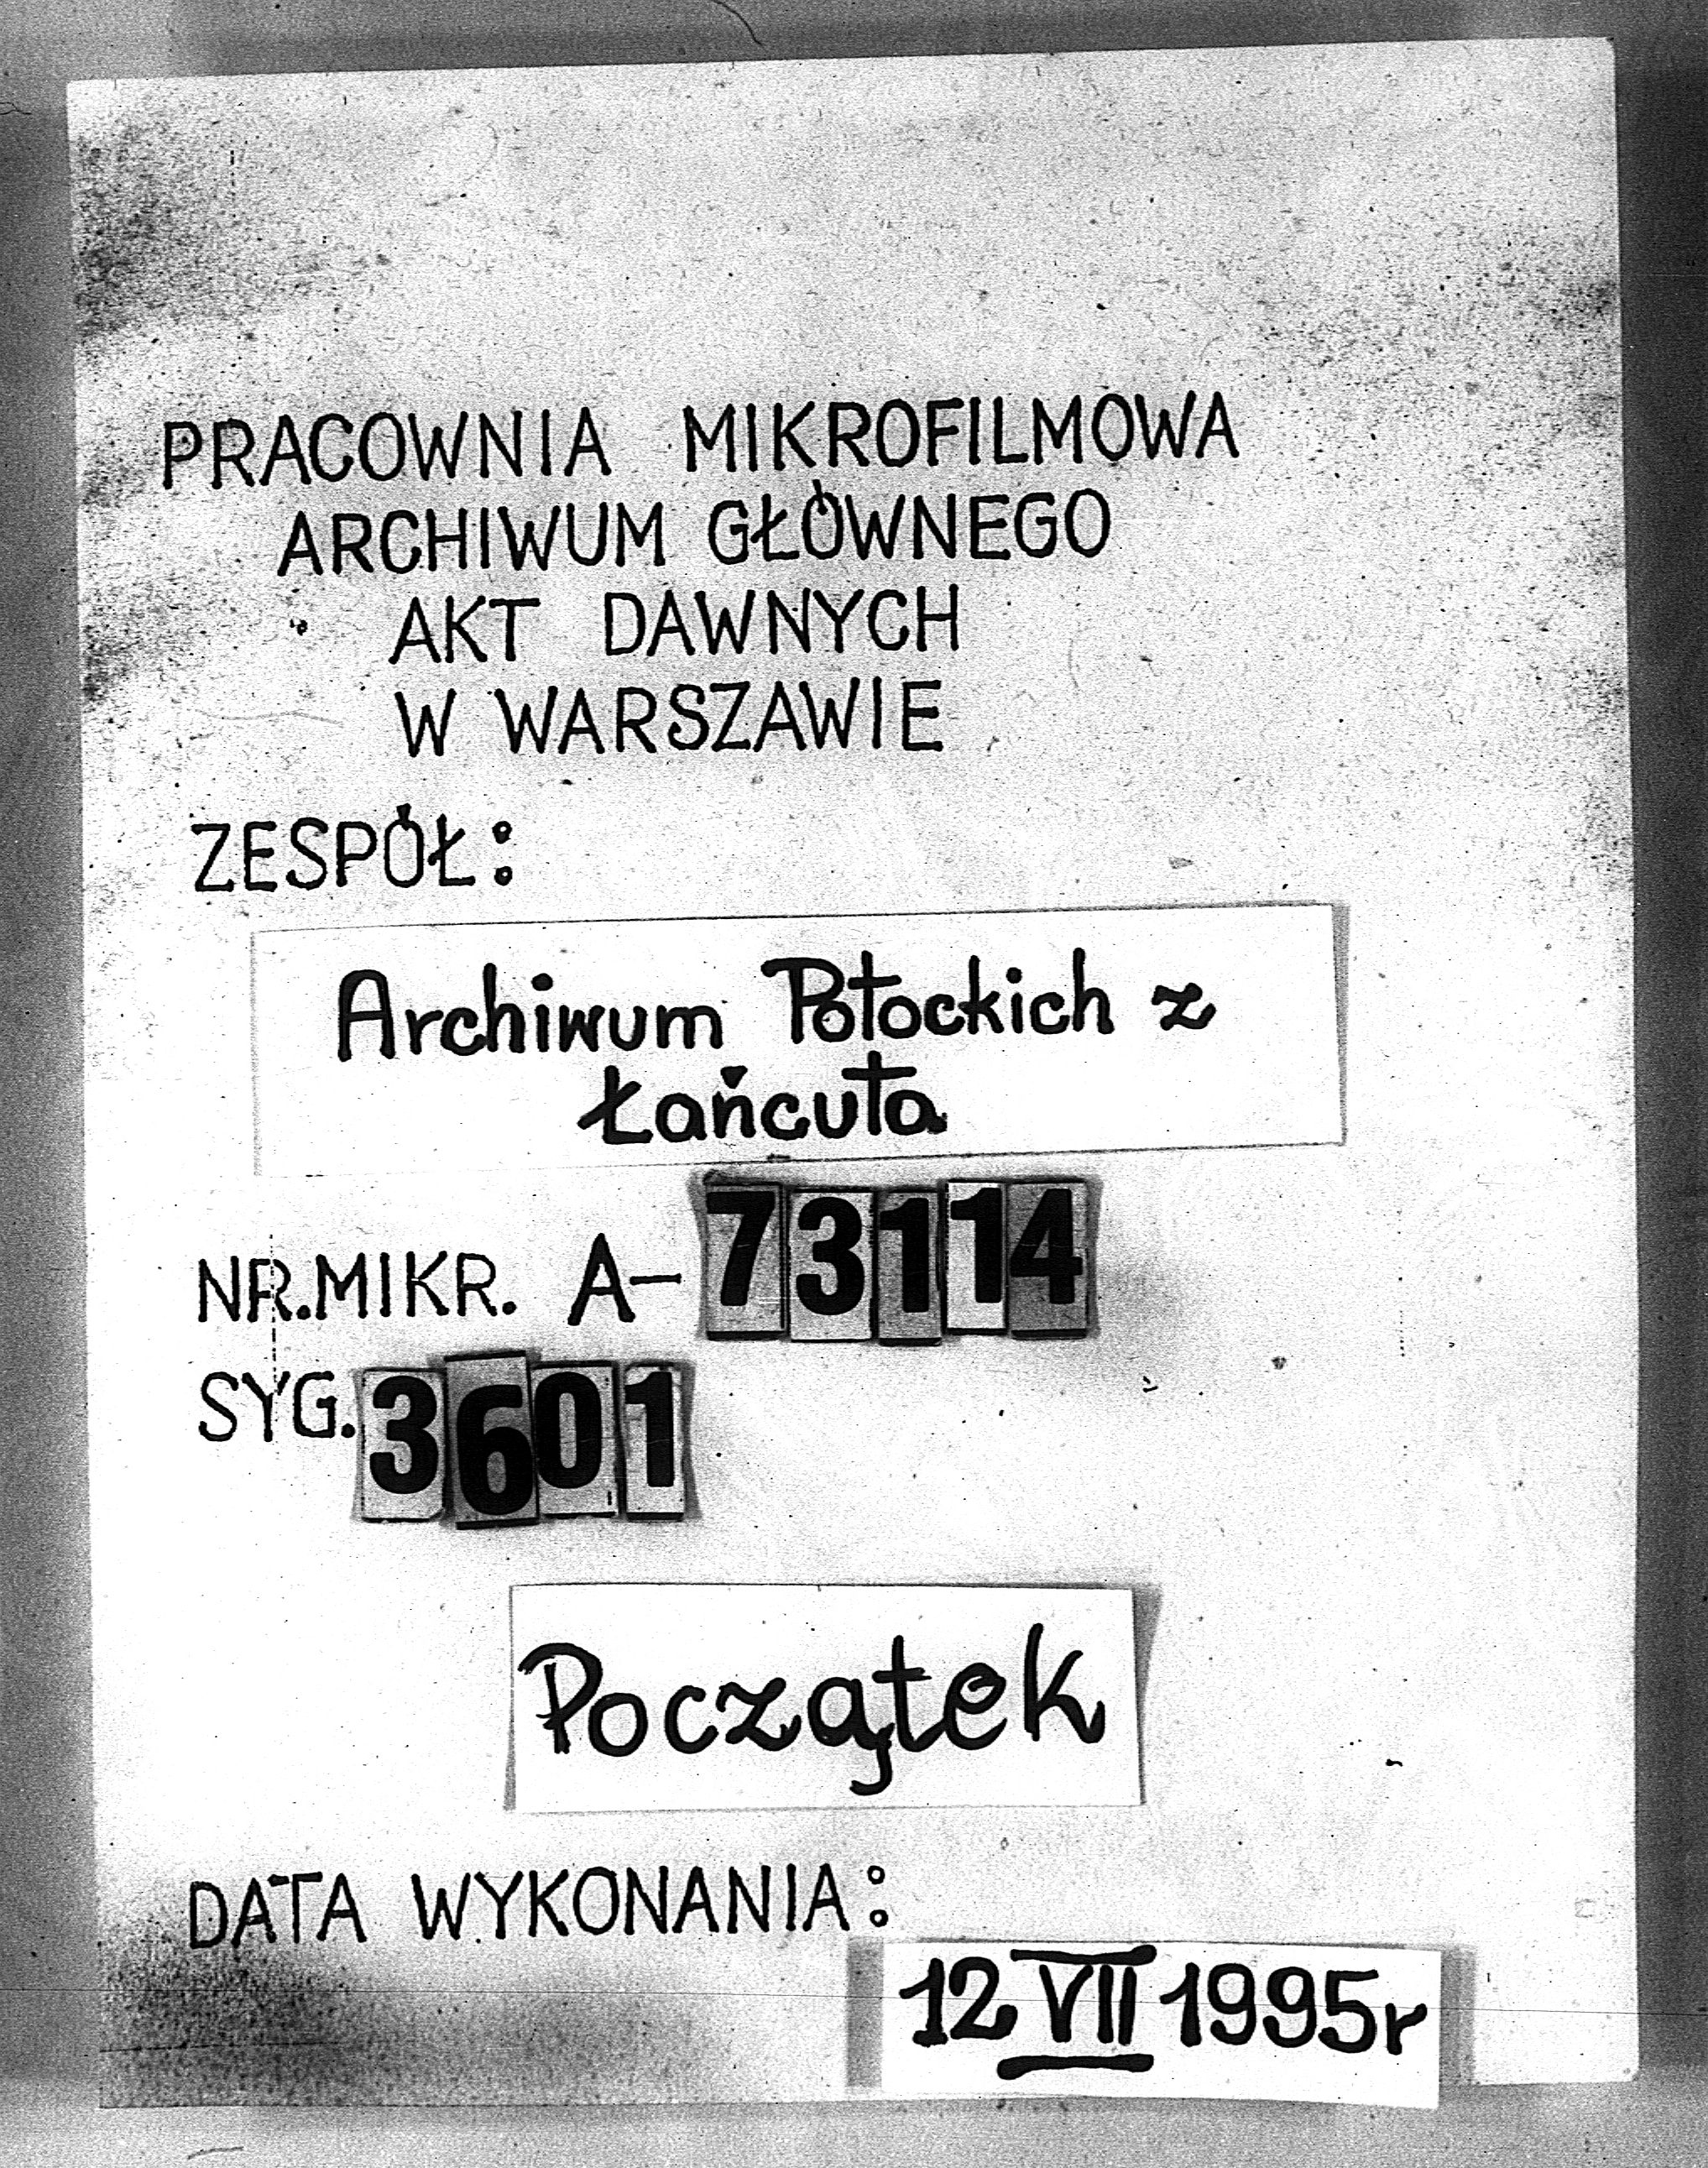 PRACOWNIA MIKROFILMOWA
ARCHIWUM GŁÓWNEGO
AKT DAWNYCH
W WARSZAWIE
ZESPÓŁ:
Archiwum Potockich z
Łańcuta
NR.MIKR. A-73114
SYG. 3601
Początek
DATA WYKONANIA:
12 VII 1995r